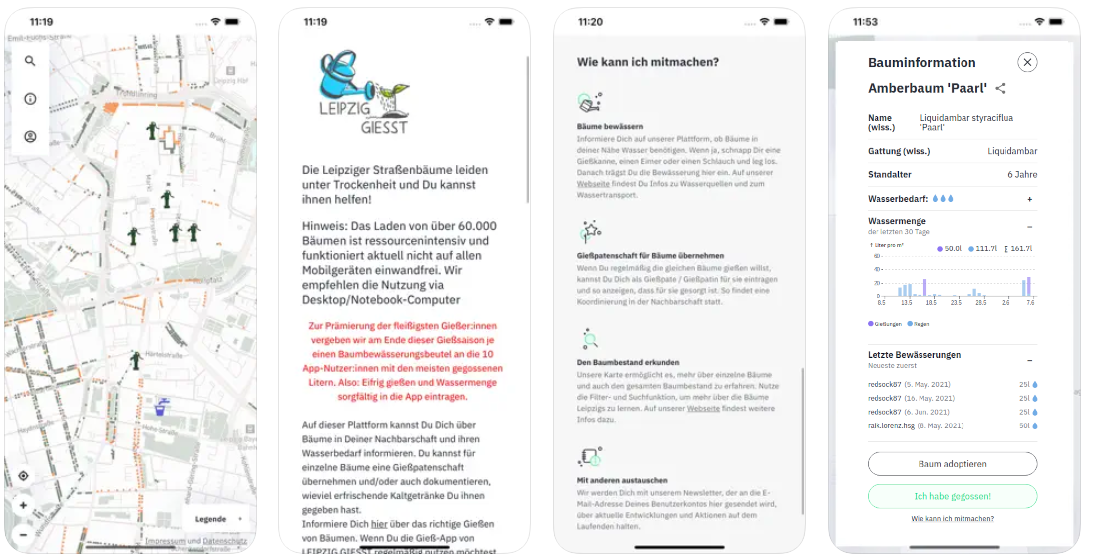 11:19
Emil-Fuchs-Straße
Tröndlinring
Brühl
Markt
Petersstraße
Härtelstraße
Hohe Straße
Legende
Impressum und Datenschutz
11:19
LEIPZIG
GIESST
Die Leipziger Straßenbäume leiden
unter Trockenheit und Du kannst
ihnen helfen!
Hinweis: Das Laden von über 60.000
Bäumen ist ressourcenintensiv und
funktioniert aktuell nicht auf allen
Mobilgeräten einwandfrei. Wir
empfehlen die Nutzung via
Desktop/Notebook-Computer
Zur Prämierung der fleißigsten Gießer:innen
vergeben wir am Ende dieser Gießsaison je
einen Baumbewässerungsbeutel an die 10
App-Nutzer:innen mit den meisten gegossenen
Litern. Also: Eifrig gießen und Wassermenge
sorgfältig in die App eintragen.
Auf dieser Plattform kannst Du Dich über
Bäume in Deiner Nachbarschaft und ihren
Wasserbedarf informieren. Du kannst für
einzelne Bäume eine Gießpatenschaft
übernehmen und/oder auch dokumentieren,
wieviel erfrischende Kaltgetränke Du ihnen
gegeben hast.
Informiere Dich hier über das richtige Gießen
von Bäumen. Wenn Du die Gieß-App von
LEIPZIG GIESST regelmäßig nutzen möchtest
11:20
Wie kann ich mitmachen?
Bäume bewässern
Informiere Dich auf unserer Plattform, ob Bäume in
deiner Nähe Wasser benötigen. Wenn je, schnapp Dir eine
Gießkanne, einen Eimer oder einen Schlauch und leg los.
Danach trägst Du die Bewässerung hier ein. Auf unserer
Webseite findest Du Infos zu Wasserquellen und zum
Wassertransport.
Gießpatenschaft für Bäume übernehmen
Wenn Du regelmäßig die gleichen Bäume gießen willst,
kannst Du Dich als Gießpate / Gießpatin für sie eintragen
und so anzeigen, dass für sie gesorgt is. So findet eine
Koordinierung in der Nachbarschaft statt.
Den Baumbestand erkunden
Unsere Karte ermöglicht es, mehr über einzelne Bäume
und auch den gesamten Baumbestand zu erfahren. Nutze
die Filter- und Suchfunktion, um mehr über die Bäume
Leipzigs zu lernen. Auf unserer Webseite findest weitere
Infos dazu.
Mit anderen austauschen
Wir werden Dich mit unserem Newsletter, der an die E-
Mail-Adresse Deines Benutzerkontos hier gesendet wird,
über aktuelle Entwicklungen und Aktionen auf dem
Laufenden halten.
11:53
Bauminformation
Amberbaum 'Paarl'
Name (wiss.) Liquidambar styraciflua 'Paarl'
Gattung (wiss.) Liquidambar
Standalter 6 Jahre
Wasserbedarf: +
Wassermenge −
der letzten 30 Tage
↑ Liter pro m² 50.0l 111.7l Σ 161.7l
60
40
20
0
8.5 13.5 18.5 23.5 28.5 2.6 7.6
Gießungen Regen
Letzte Bewässerungen −
Neueste zuerst
redsock87 (5. May. 2021) 25l
redsock87 (16. May. 2021) 25l
redsock87 (6. Jun. 2021) 25l
raik.lorenz.hsg (8. May. 2021) 50l
Baum adoptieren
Ich habe gegossen!
Wie kann ich mitmachen?